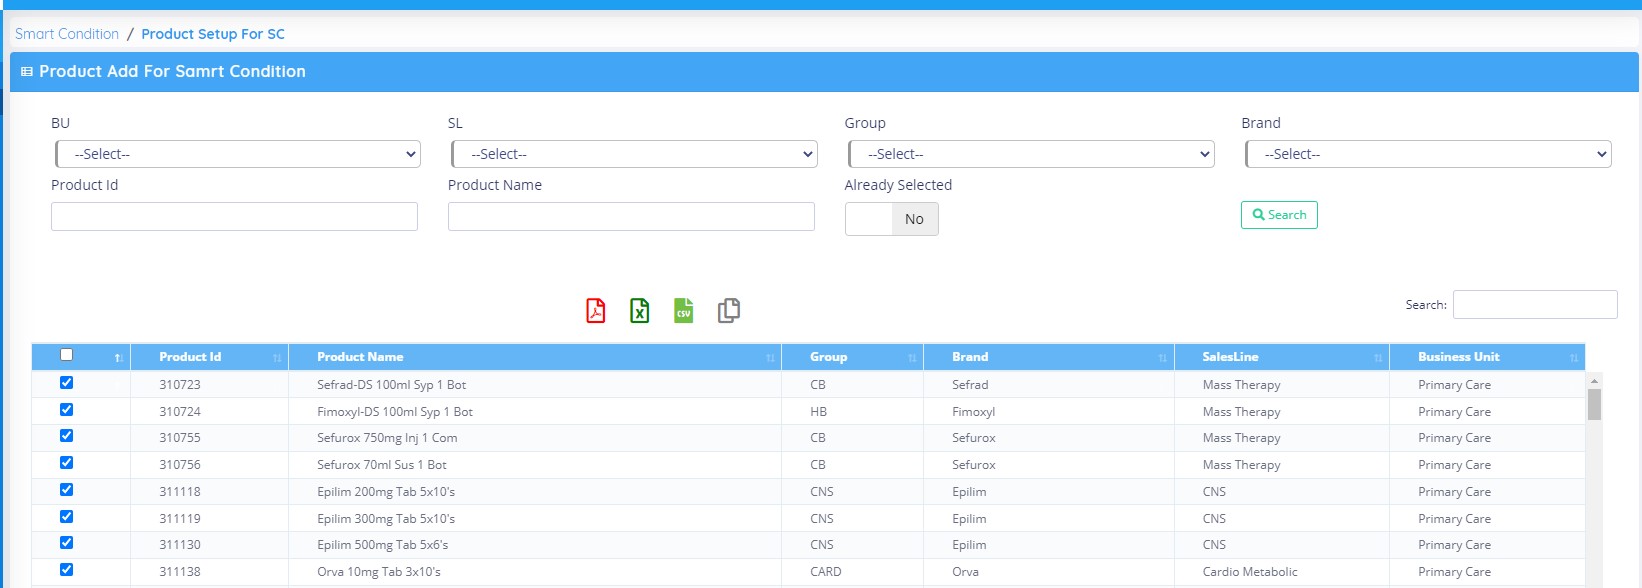 Smart Condition / Product Setup For SC
Product Add For Samrt Condition
BU SL Group Brand
--Select-- --Select-- --Select-- --Select--
Product Id Product Name Already Selected
No Search
CSV
Search:
Product Id Product Name Group Brand SalesLine Business Unit
310723 Sefrad-DS 100ml Syp 1 Bot CB Sefrad Mass Therapy Primary Care
310724 Fimoxyl-DS 100ml Syp 1 Bot HB Fimoxyl Mass Therapy Primary Care
310755 Sefurox 750mg Inj 1 Com CB Sefurox Mass Therapy Primary Care
310756 Sefurox 70ml Sus 1 Bot CB Sefurox Mass Therapy Primary Care
311118 Epilim 200mg Tab 5x10's CNS Epilim CNS Primary Care
311119 Epilim 300mg Tab 5x10's CNS Epilim CNS Primary Care
311130 Epilim 500mg Tab 5x6's CNS Epilim CNS Primary Care
311138 Orva 10mg Tab 3x10's CARD Orva Cardio Metabolic Primary Care